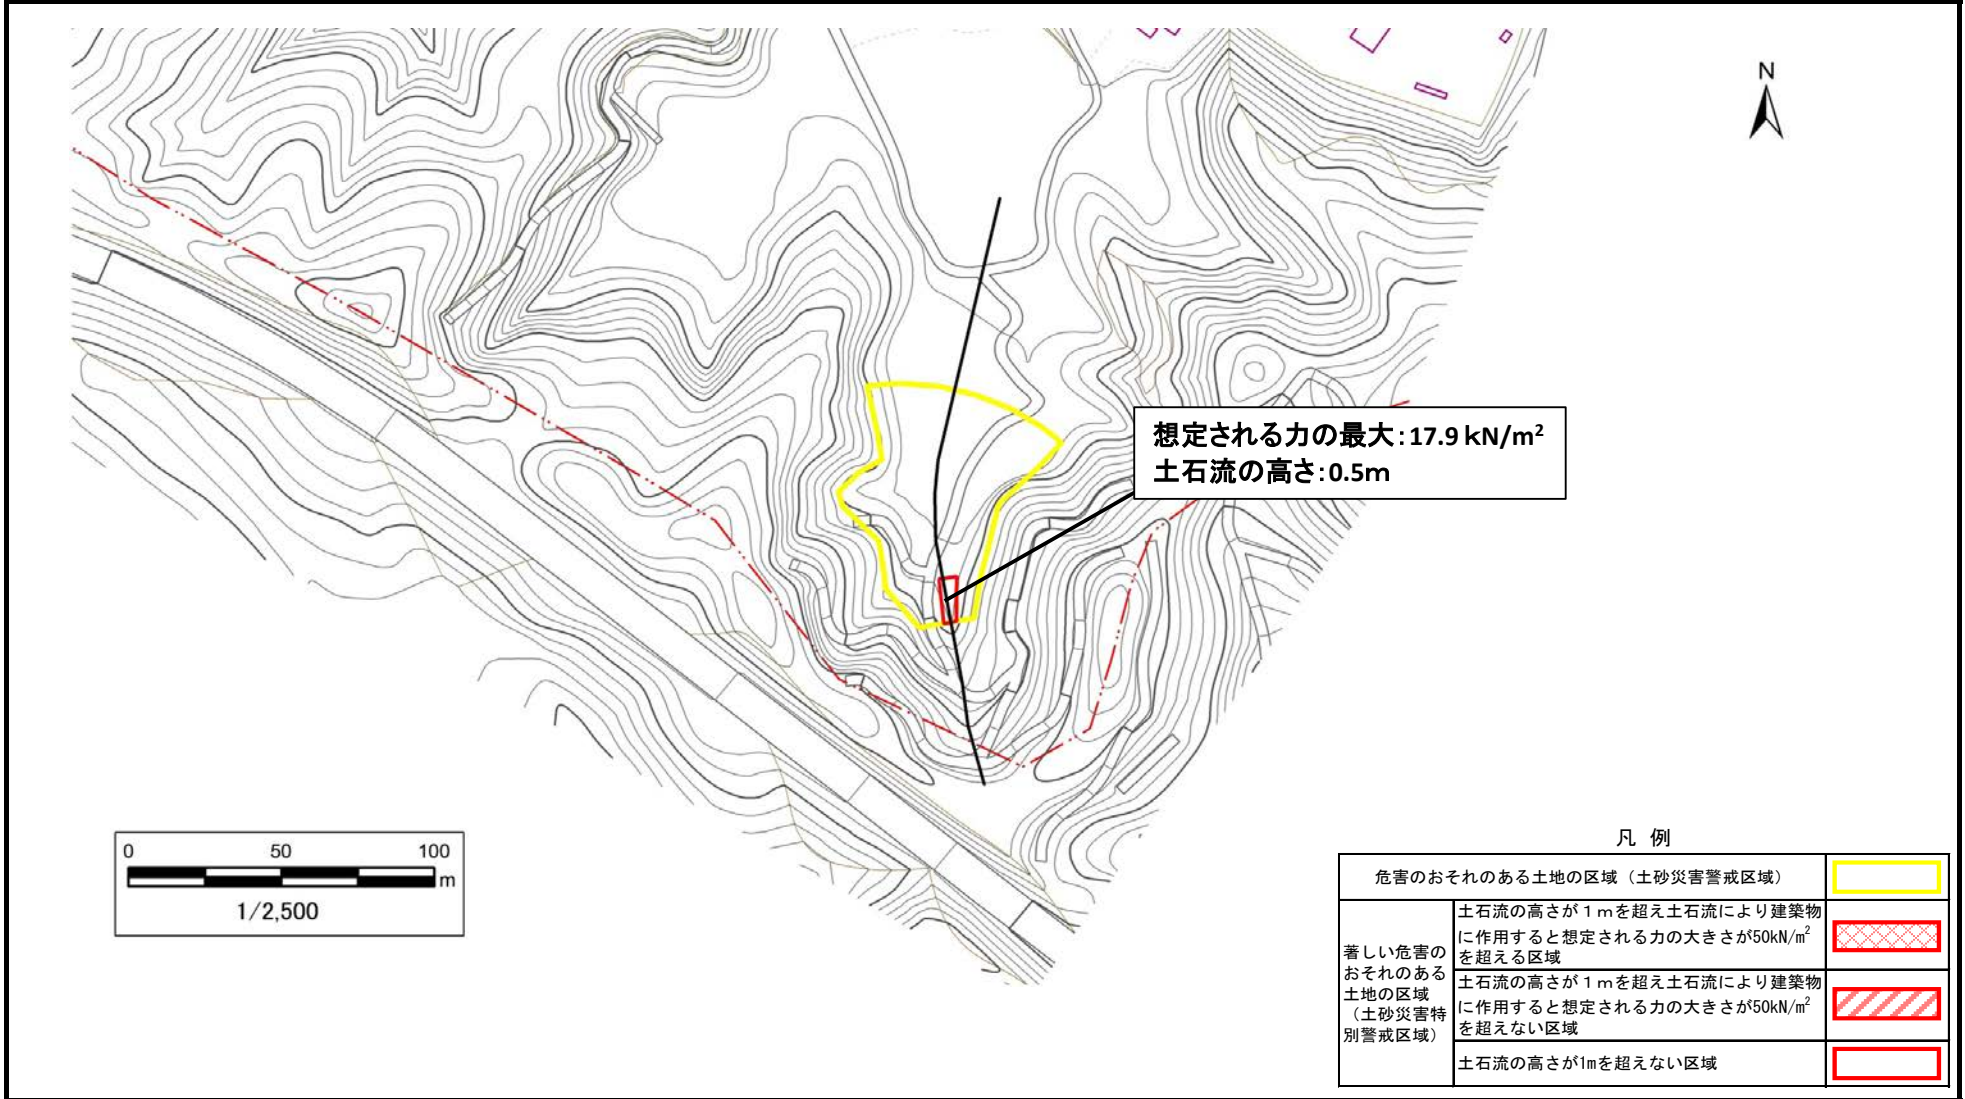 N
想定される力の最大:17.9 kN/m²
土石流の高さ:0.5m
0 50 100
m
1/2,500
凡 例
危害のおそれのある土地の区域（土砂災害警戒区域）
著しい危害の
おそれのある
土地の区域
（土砂災害特
別警戒区域）
土石流の高さが１ｍを超え土石流により建築物
に作用すると想定される力の大きさが50kN/m²
を超える区域
土石流の高さが１ｍを超え土石流により建築物
に作用すると想定される力の大きさが50kN/m²
を超えない区域
土石流の高さが1mを超えない区域